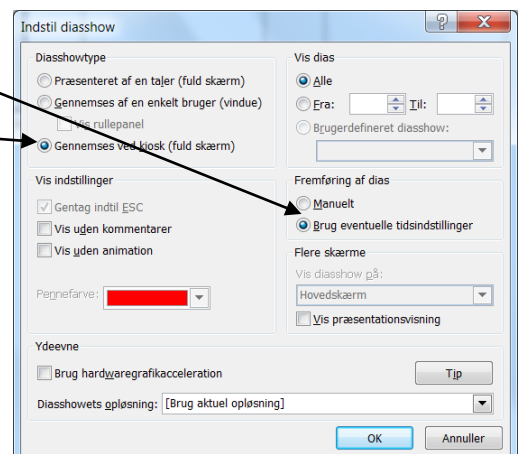 Indstil diasshow
Diasshowtype
Præsenteret af en taler (fuld skærm)
Gennemses af en enkelt bruger (vindue)
Vis rullepanel
Gennemses ved kiosk (fuld skærm)
Vis dias
Alle
Fra: Til:
Brugerdefineret diasshow:
Vis indstillinger
Gentag indtil ESC
Vis uden kommentarer
Vis uden animation
Pennefarve:
Fremføring af dias
Manuelt
Brug eventuelle tidsindstillinger
Flere skærme
Vis diasshow på:
Hovedskærm
Vis præsentationsvisning
Ydeevne
Brug hardwaregrafikacceleration
Tip
Diasshowets opløsning: [Brug aktuel opløsning]
OK Annuller